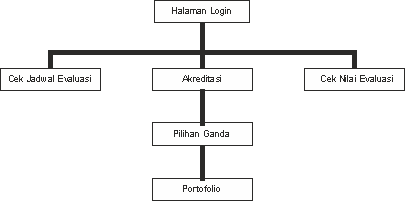 Halaman Login
Cek Jadwal Evaluasi
Akreditasi
Cek Nilai Evaluasi
Pilihan Ganda
Portofolio